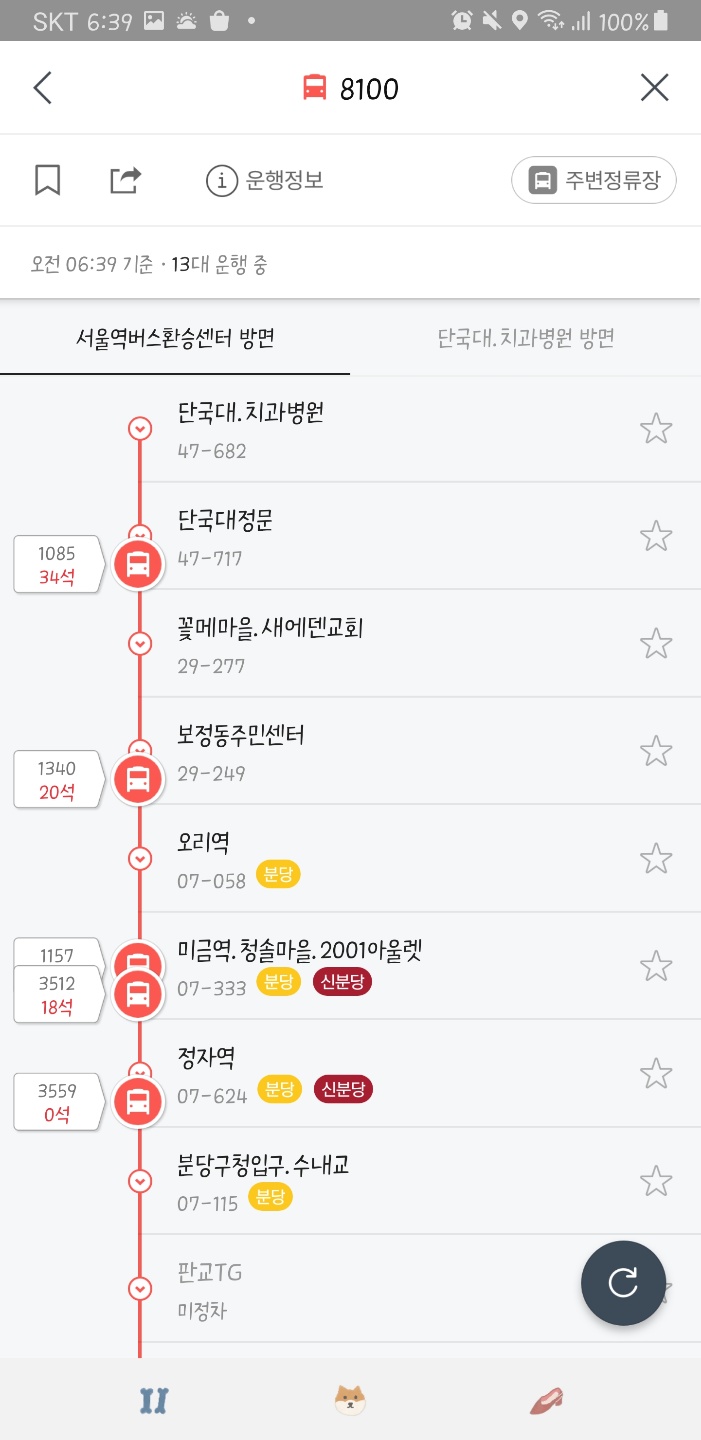 SKT 6:39 100%
8100
운행정보 주변정류장
오전 06:39 기준 · 13대 운행 중
서울역버스환승센터 방면 단국대.치과병원 방면
단국대.치과병원
47-682
단국대정문
1085
47-717
34석
꽃메마을.새에덴교회
29-277
보정동주민센터
1340
29-249
20석
오리역
07-058 분당
미금역.청솔마을.2001아울렛
1157
3512
07-333 분당 신분당
18석
정자역
3559
07-624 분당 신분당
0석
분당구청입구.수내교
07-115 분당
판교TG
미정차